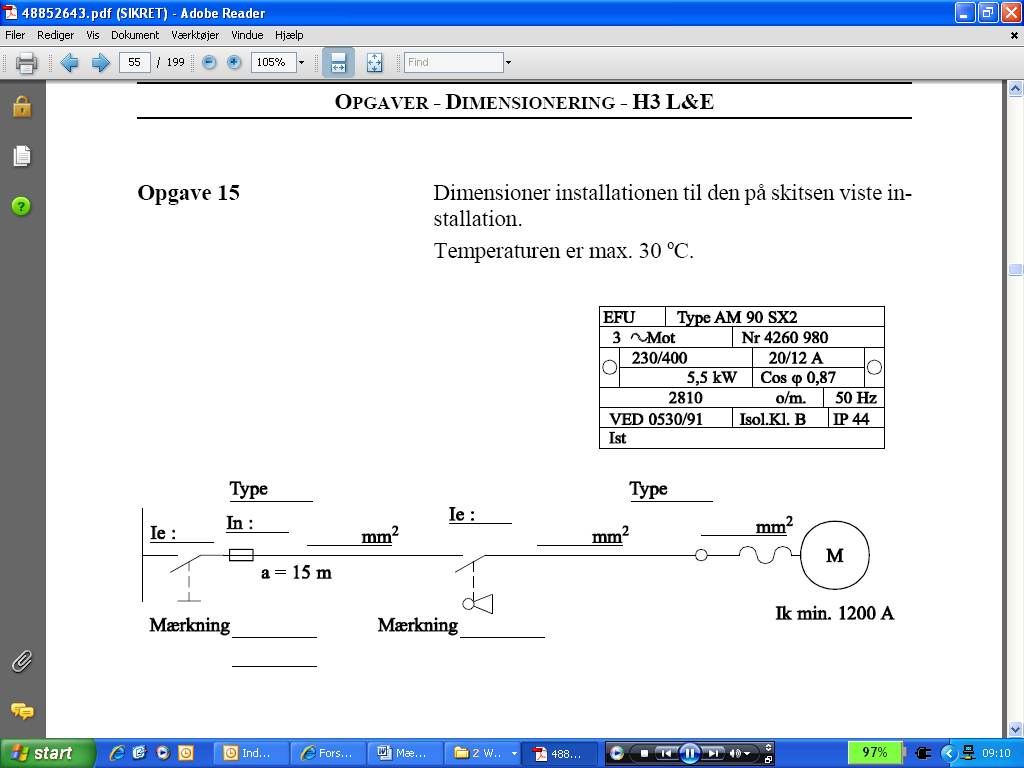 48852643.pdf (SIKRET) - Adobe Reader
Filer Rediger Vis Dokument Værktøjer Vindue Hjælp
55 / 199 105% Find
OPGAVER - DIMENSIONERING - H3 L&E
Opgave 15
Dimensioner installationen til den på skitsen viste in-
stallation.
Temperaturen er max. 30 °C.
EFU Type AM 90 SX2
3 ~Mot Nr 4260 980
230/400 20/12 A
5,5 kW Cos φ 0,87
2810 o/m. 50 Hz
VED 0530/91 Isol.Kl. B IP 44
Ist
Type Type
Ie : In : mm² Ie : mm² mm²
M
a = 15 m
Ik min. 1200 A
Mærkning Mærkning
start Ind... Fors... Mæ... 2 W... 488... 97% 09:10